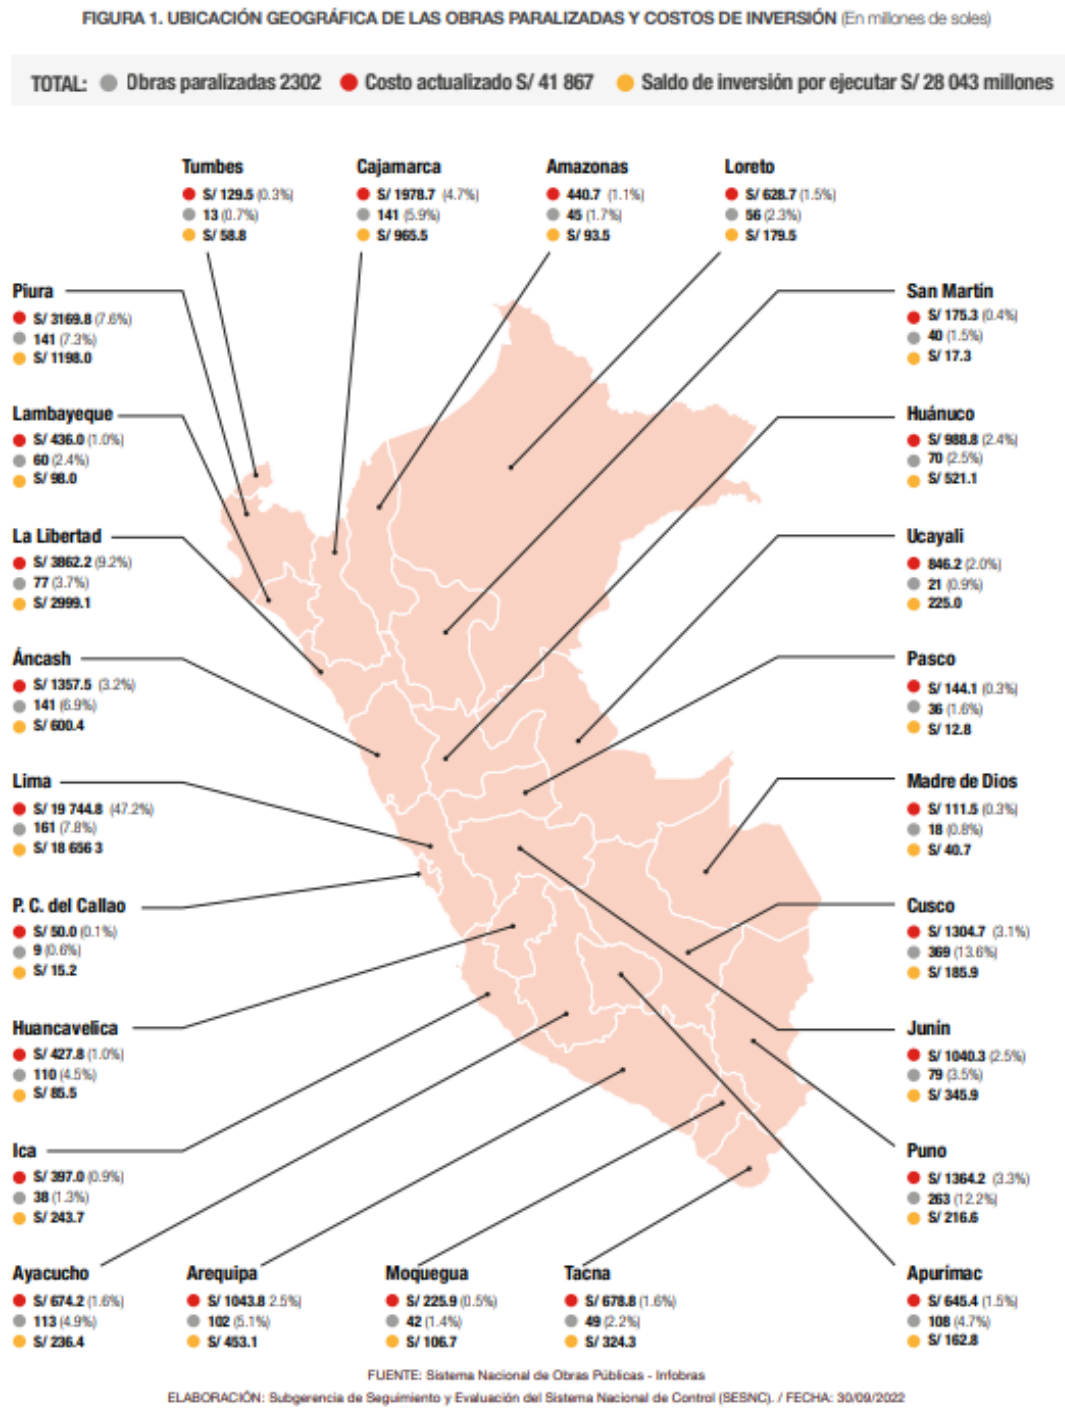 FIGURA 1. UBICACIÓN GEOGRÁFICA DE LAS OBRAS PARALIZADAS Y COSTOS DE INVERSIÓN (En millones de soles)
TOTAL: Obras paralizadas 2302 Costo actualizado S/ 41 867 Saldo de inversión por ejecutar S/ 28 043 millones
Tumbes
S/ 129.5 (0.3%)
13 (0.7%)
S/ 58.8
Cajamarca
S/ 1978.7 (4.7%)
141 (5.9%)
S/ 965.5
Amazonas
440.7 (1.1%)
45 (1.7%)
S/ 93.5
Loreto
S/ 628.7 (1.5%)
56 (2.3%)
S/ 179.5
Piura
S/ 3169.8 (7.6%)
141 (7.3%)
S/ 1198.0
Lambayeque
S/ 436.0 (1.0%)
60 (2.4%)
S/ 98.0
La Libertad
S/ 3862.2 (9.2%)
77 (3.7%)
S/ 2999.1
Áncash
S/ 1357.5 (3.2%)
141 (6.9%)
S/ 600.4
Lima
S/ 19 744.8 (47.2%)
161 (7.8%)
S/ 18 656 3
P. C. del Callao
S/ 50.0 (0.1%)
9 (0.6%)
S/ 15.2
Huancavelica
S/ 427.8 (1.0%)
110 (4.5%)
S/ 85.5
Ica
S/ 397.0 (0.9%)
38 (1.3%)
S/ 243.7
San Martín
S/ 175.3 (0.4%)
40 (1.5%)
S/ 17.3
Huánuco
S/ 988.8 (2.4%)
70 (2.5%)
S/ 521.1
Ucayali
846.2 (2.0%)
21 (0.9%)
225.0
Pasco
S/ 144.1 (0.3%)
36 (1.6%)
S/ 12.8
Madre de Dios
S/ 111.5 (0.3%)
18 (0.8%)
S/ 40.7
Cusco
S/ 1304.7 (3.1%)
369 (13.6%)
S/ 185.9
Junín
S/ 1040.3 (2.5%)
79 (3.5%)
S/ 345.9
Puno
S/ 1364.2 (3.3%)
263 (12.2%)
S/ 216.6
Ayacucho
S/ 674.2 (1.6%)
113 (4.9%)
S/ 236.4
Arequipa
S/ 1043.8 2.5%)
102 (5.1%)
S/ 453.1
Moquegua
S/ 225.9 (0.5%)
42 (1.4%)
S/ 106.7
Tacna
S/ 678.8 (1.6%)
49 (2.2%)
S/ 324.3
Apurímac
S/ 645.4 (1.5%)
108 (4.7%)
S/ 162.8
FUENTE: Sistema Nacional de Obras Públicas - Infobras
ELABORACIÓN: Subgerencia de Seguimiento y Evaluación del Sistema Nacional de Control (SESNC). / FECHA: 30/09/2022